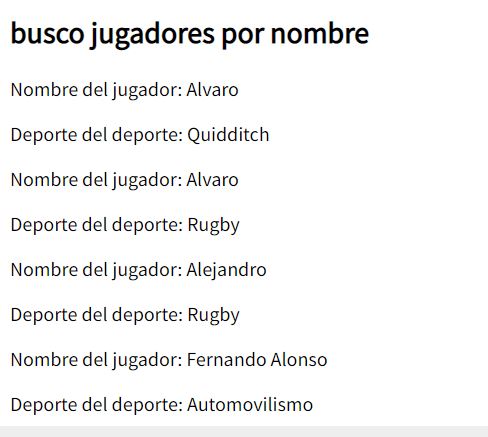 busco jugadores por nombre
Nombre del jugador: Alvaro
Deporte del deporte: Quidditch
Nombre del jugador: Alvaro
Deporte del deporte: Rugby
Nombre del jugador: Alejandro
Deporte del deporte: Rugby
Nombre del jugador: Fernando Alonso
Deporte del deporte: Automovilismo